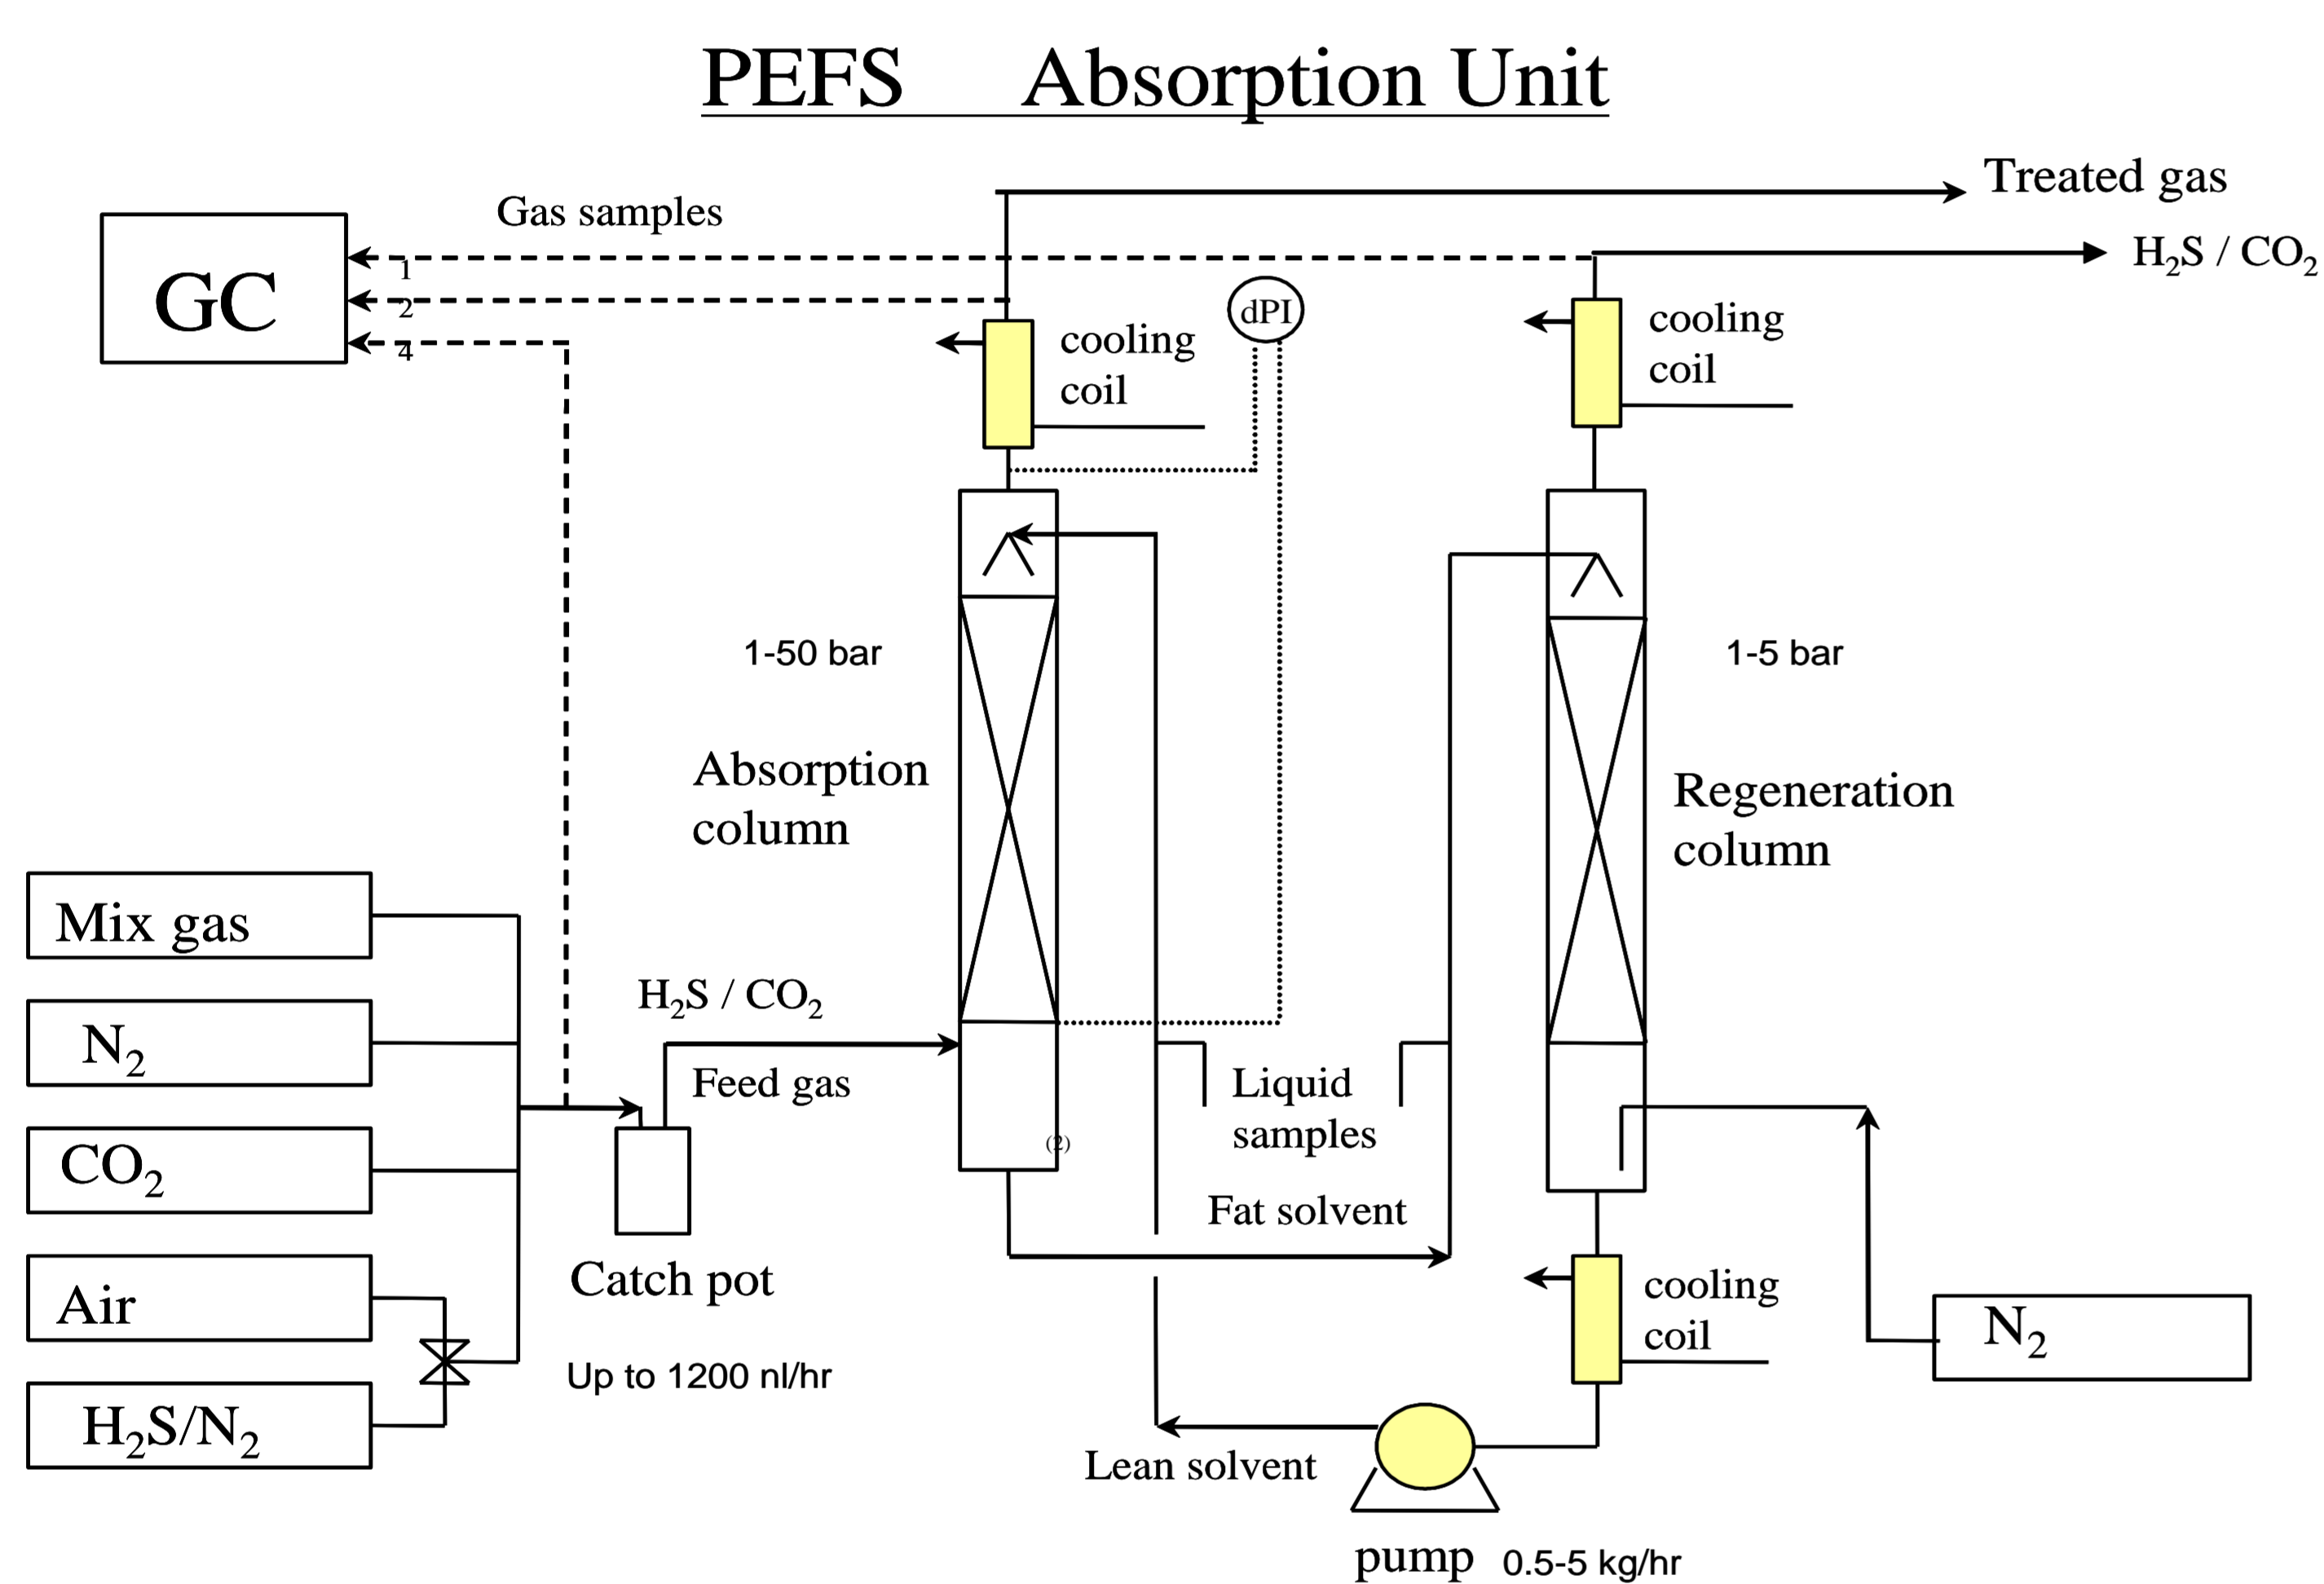 PEFS Absorption Unit
Treated gas
Gas samples
H₂S / CO₂
1
2
4
GC
dPI
cooling
coil
cooling
coil
1-50 bar
1-5 bar
Absorption
column
Regeneration
column
Mix gas
N₂
CO₂
Air
H₂S/N₂
H₂S / CO₂
Feed gas
Liquid
samples
(2)
Fat solvent
Catch pot
Up to 1200 nl/hr
cooling
coil
N₂
Lean solvent
pump 0.5-5 kg/hr